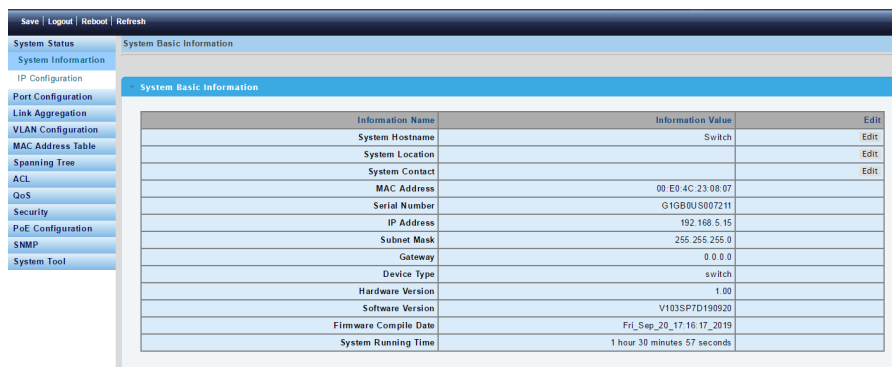 Save | Logout | Reboot | Refresh
System Status
System Informartion
IP Configuration
Port Configuration
Link Aggregation
VLAN Configuration
MAC Address Table
Spanning Tree
ACL
QoS
Security
PoE Configuration
SNMP
System Tool
System Basic Information
System Basic Information
Information Name Information Value Edit
System Hostname Switch Edit
System Location Edit
System Contact Edit
MAC Address 00:E0:4C:23:08:07
Serial Number G1GB0US007211
IP Address 192.168.5.15
Subnet Mask 255.255.255.0
Gateway 0.0.0.0
Device Type switch
Hardware Version 1.00
Software Version V103SP7D190920
Firmware Compile Date Fri_Sep_20_17:16:17_2019
System Running Time 1 hour 30 minutes 57 seconds